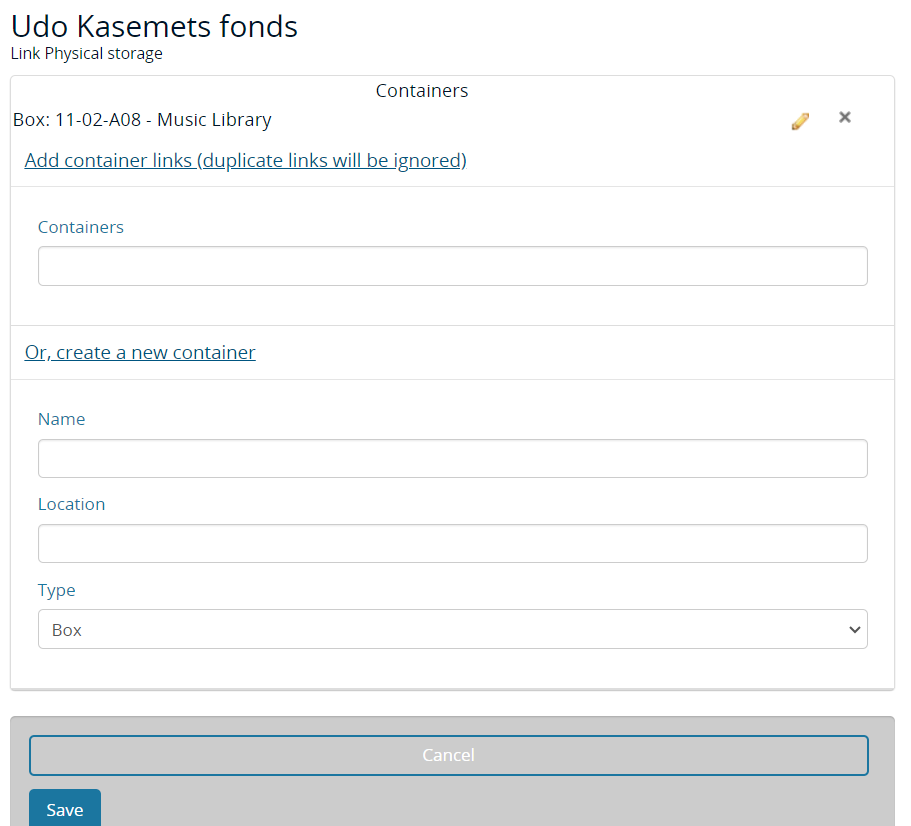 Udo Kasemets fonds
Link Physical storage
Containers
Box: 11-02-A08 - Music Library
Add container links (duplicate links will be ignored)
Containers
Or, create a new container
Name
Location
Type
Box
Cancel
Save